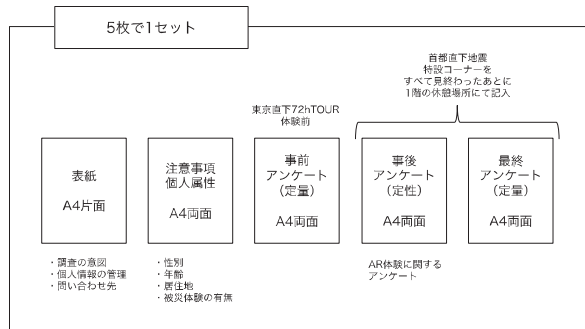 5枚で1セット
首都直下地震
特設コーナーを
すべて見終わったあとに
1階の休憩場所にて記入
東京直下72hTOUR
体験前
表紙
A4片面
注意事項
個人属性
A4両面
事前
アンケート
(定量)
A4両面
事後
アンケート
(定性)
A4両面
最終
アンケート
(定量)
A4両面
・調査の意図
・個人情報の管理
・問い合わせ先
・性別
・年齢
・居住地
・被災体験の有無
AR体験に関する
アンケート